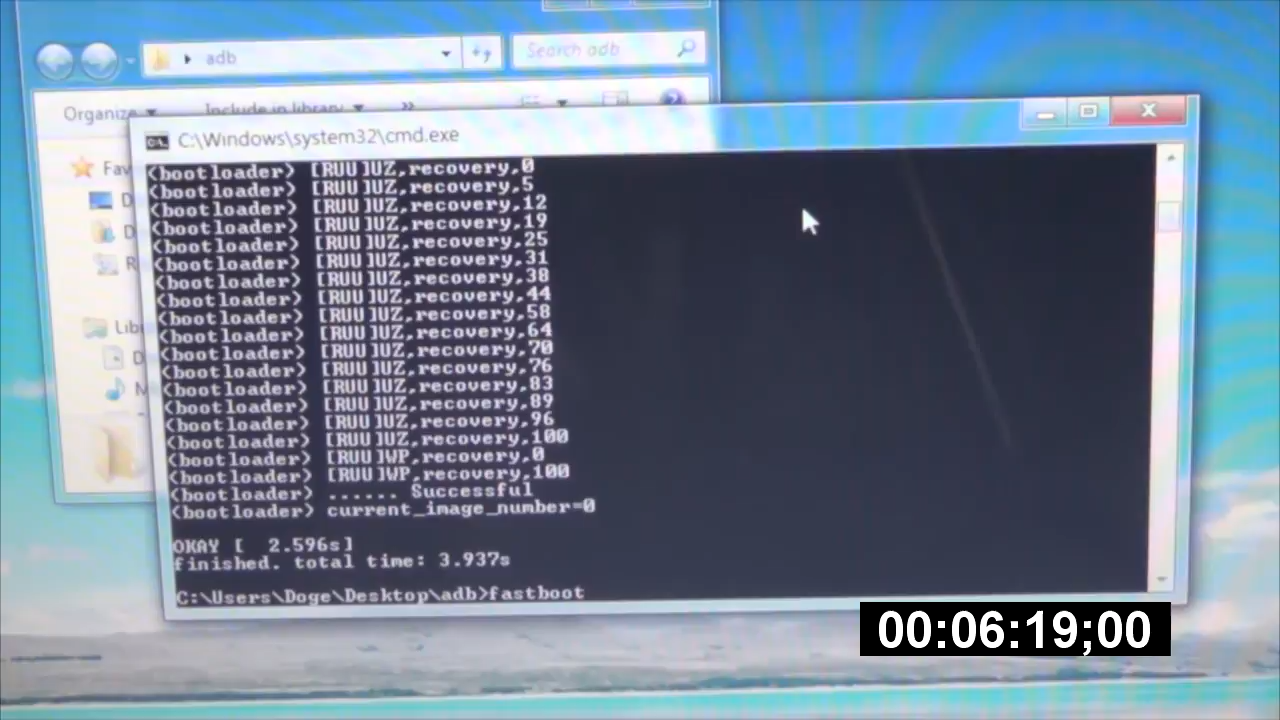 adb
Search adb
Organize
Include in library
»
C:\Windows\system32\cmd.exe
Fav
D
D
R
Lib
D
M
(bootloader) [RUU]UZ,recovery,0
(bootloader) [RUU]UZ,recovery,5
(bootloader) [RUU]UZ,recovery,12
(bootloader) [RUU]UZ,recovery,19
(bootloader) [RUU]UZ,recovery,25
(bootloader) [RUU]UZ,recovery,31
(bootloader) [RUU]UZ,recovery,38
(bootloader) [RUU]UZ,recovery,44
(bootloader) [RUU]UZ,recovery,58
(bootloader) [RUU]UZ,recovery,64
(bootloader) [RUU]UZ,recovery,70
(bootloader) [RUU]UZ,recovery,76
(bootloader) [RUU]UZ,recovery,83
(bootloader) [RUU]UZ,recovery,89
(bootloader) [RUU]UZ,recovery,96
(bootloader) [RUU]UZ,recovery,100
(bootloader) [RUU]WP,recovery,0
(bootloader) [RUU]WP,recovery,100
(bootloader) ...... Successful
(bootloader) current_image_number=0
OKAY [  2.596s]
finished. total time: 3.937s
C:\Users\Doge\Desktop\adb>fastboot
00:06:19;00